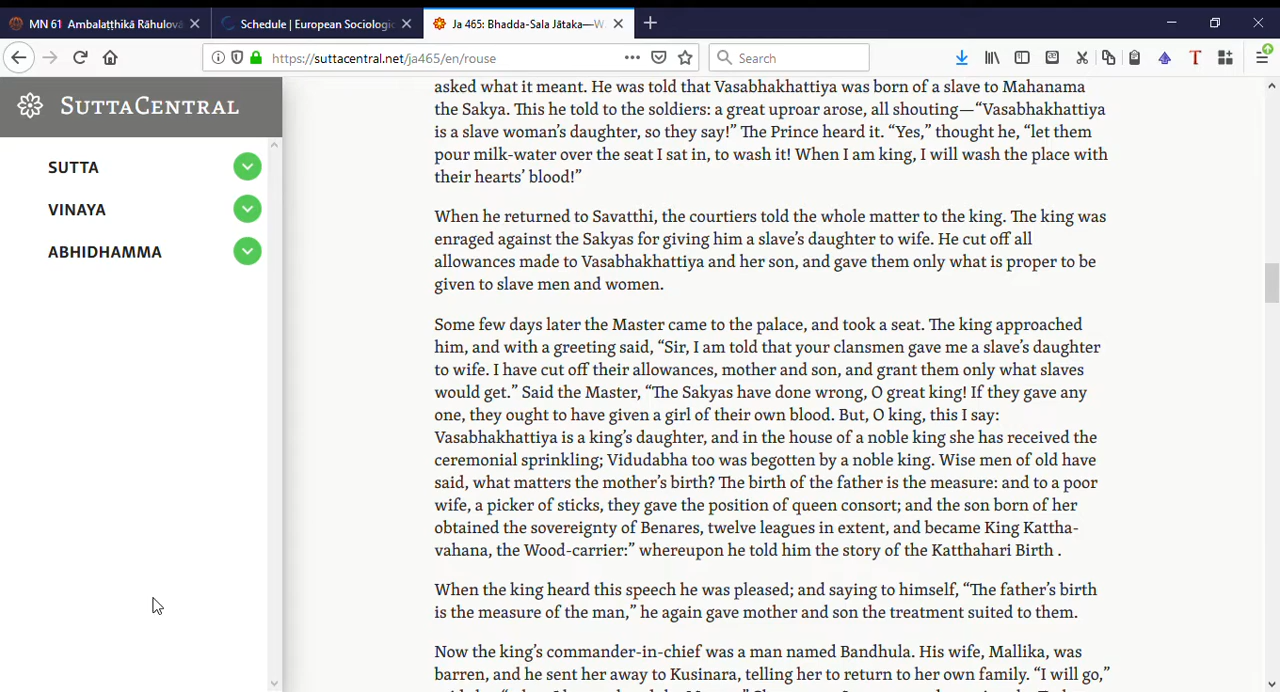 MN 61 Ambalaṭṭhikā Rāhulová
Schedule | European Sociologi
Ja 465: Bhadda-Sala Jātaka—W
https://suttacentral.net/ja465/en/rouse
Search
SUTTACENTRAL
SUTTA
VINAYA
ABHIDHAMMA
asked what it meant. He was told that Vasabhakhattiya was born of a slave to Mahanama
the Sakya. This he told to the soldiers: a great uproar arose, all shouting—“Vasabhakhattiya
is a slave woman’s daughter, so they say!” The Prince heard it. “Yes,” thought he, “let them
pour milk-water over the seat I sat in, to wash it! When I am king, I will wash the place with
their hearts’ blood!”
When he returned to Savatthi, the courtiers told the whole matter to the king. The king was
enraged against the Sakyas for giving him a slave’s daughter to wife. He cut off all
allowances made to Vasabhakhattiya and her son, and gave them only what is proper to be
given to slave men and women.
Some few days later the Master came to the palace, and took a seat. The king approached
him, and with a greeting said, “Sir, I am told that your clansmen gave me a slave’s daughter
to wife. I have cut off their allowances, mother and son, and grant them only what slaves
would get.” Said the Master, “The Sakyas have done wrong, O great king! If they gave any
one, they ought to have given a girl of their own blood. But, O king, this I say:
Vasabhakhattiya is a king’s daughter, and in the house of a noble king she has received the
ceremonial sprinkling; Vidudabha too was begotten by a noble king. Wise men of old have
said, what matters the mother’s birth? The birth of the father is the measure: and to a poor
wife, a picker of sticks, they gave the position of queen consort; and the son born of her
obtained the sovereignty of Benares, twelve leagues in extent, and became King Kattha-
vahana, the Wood-carrier:” whereupon he told him the story of the Katthahari Birth .
When the king heard this speech he was pleased; and saying to himself, “The father’s birth
is the measure of the man,” he again gave mother and son the treatment suited to them.
Now the king’s commander-in-chief was a man named Bandhula. His wife, Mallika, was
barren, and he sent her away to Kusinara, telling her to return to her own family. “I will go,”